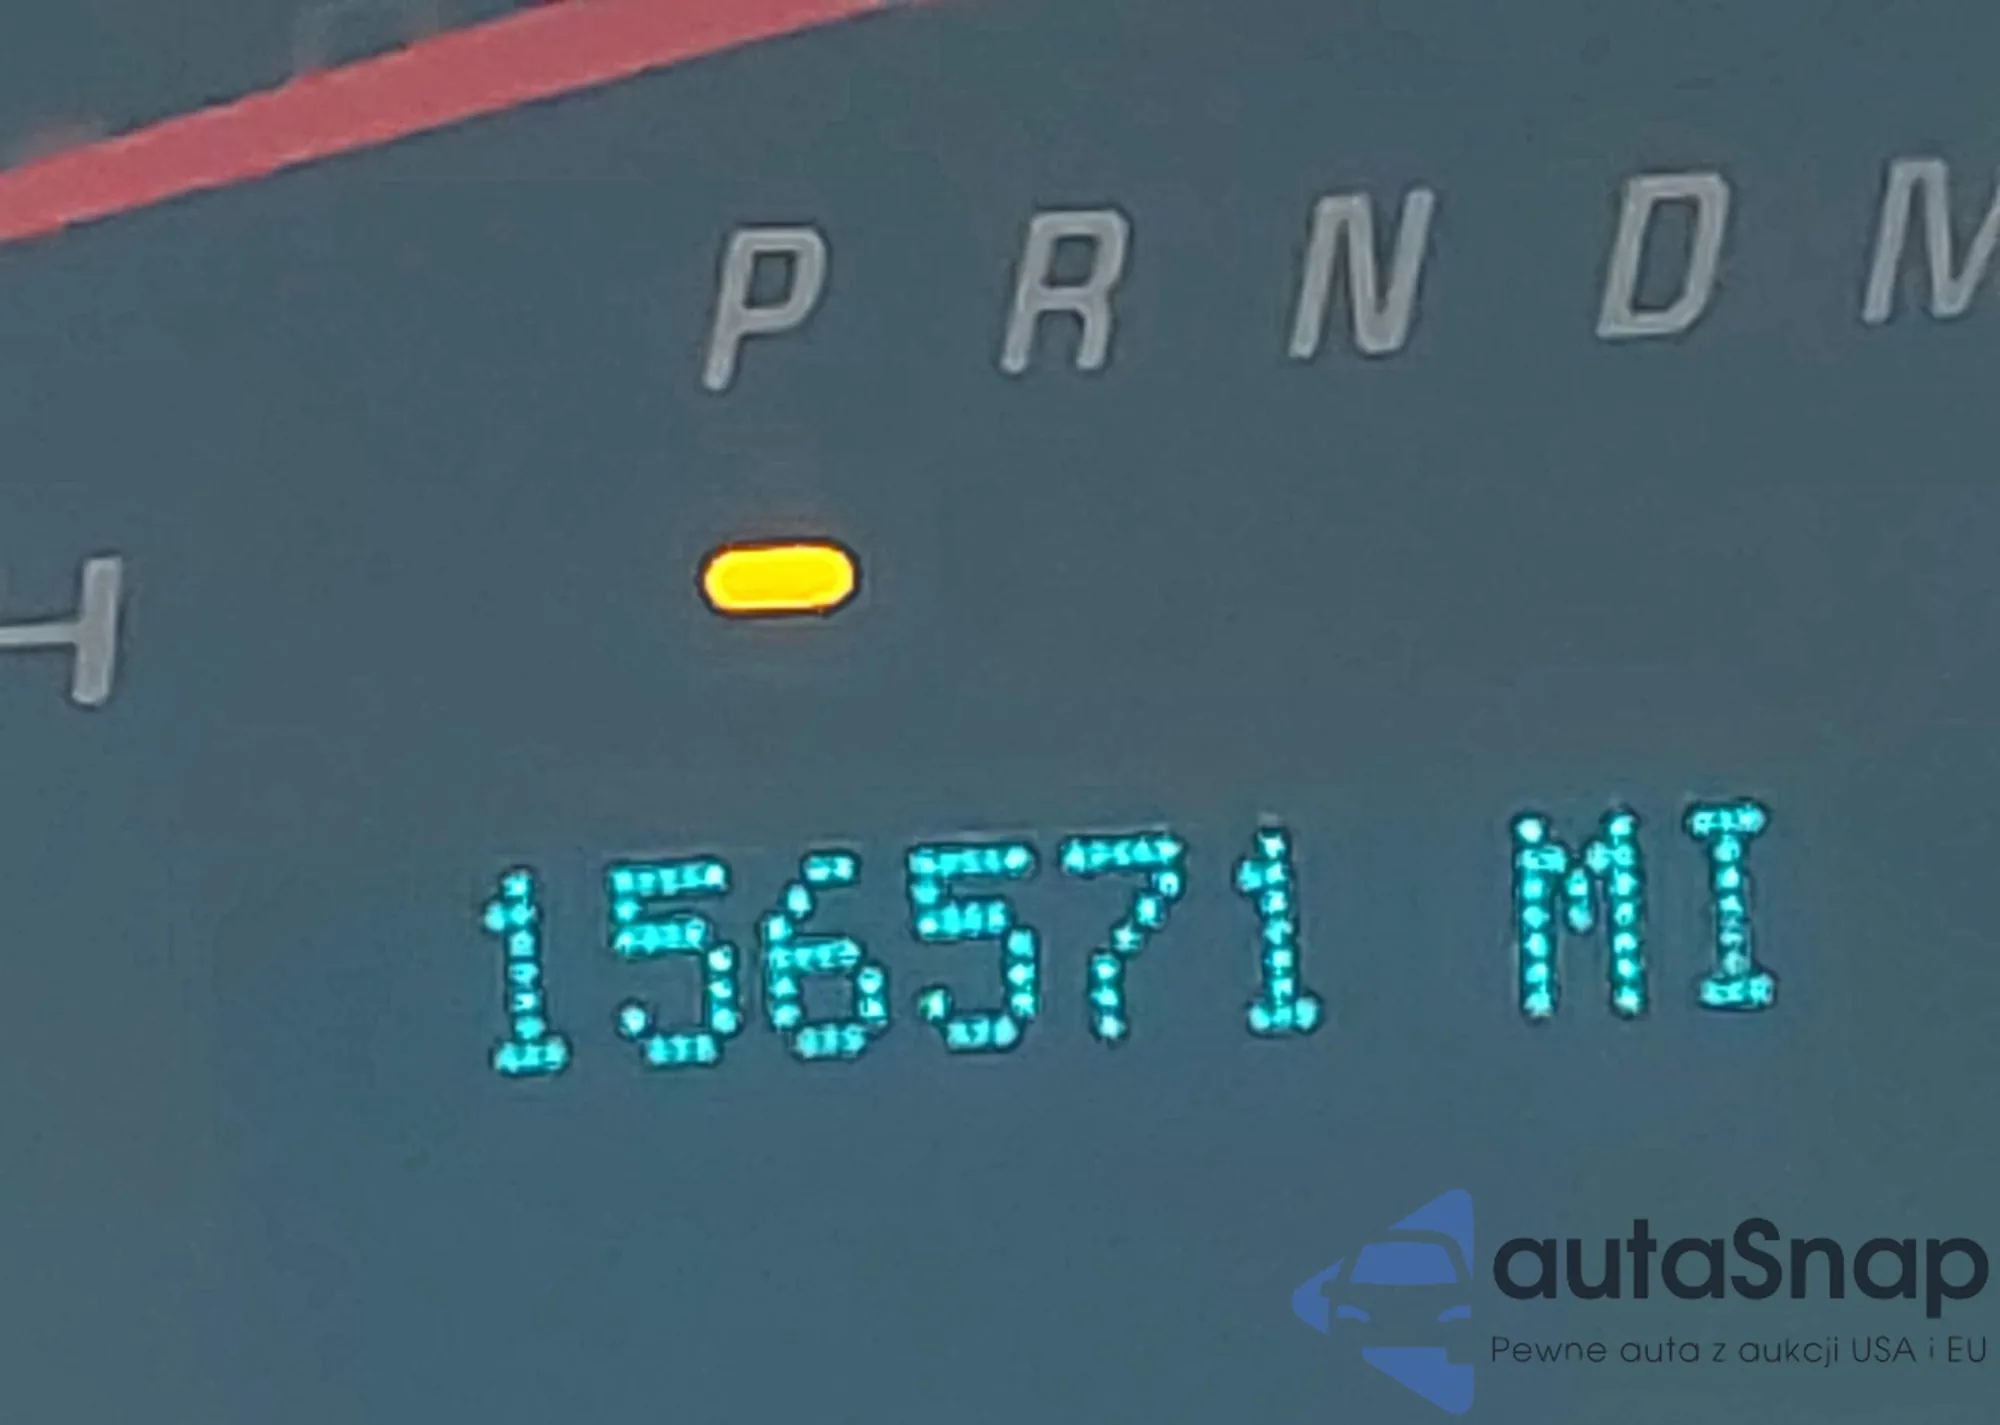 P R N D M
H
156571 MI
autaSnap
Pewne auta z aukcji USA i EU